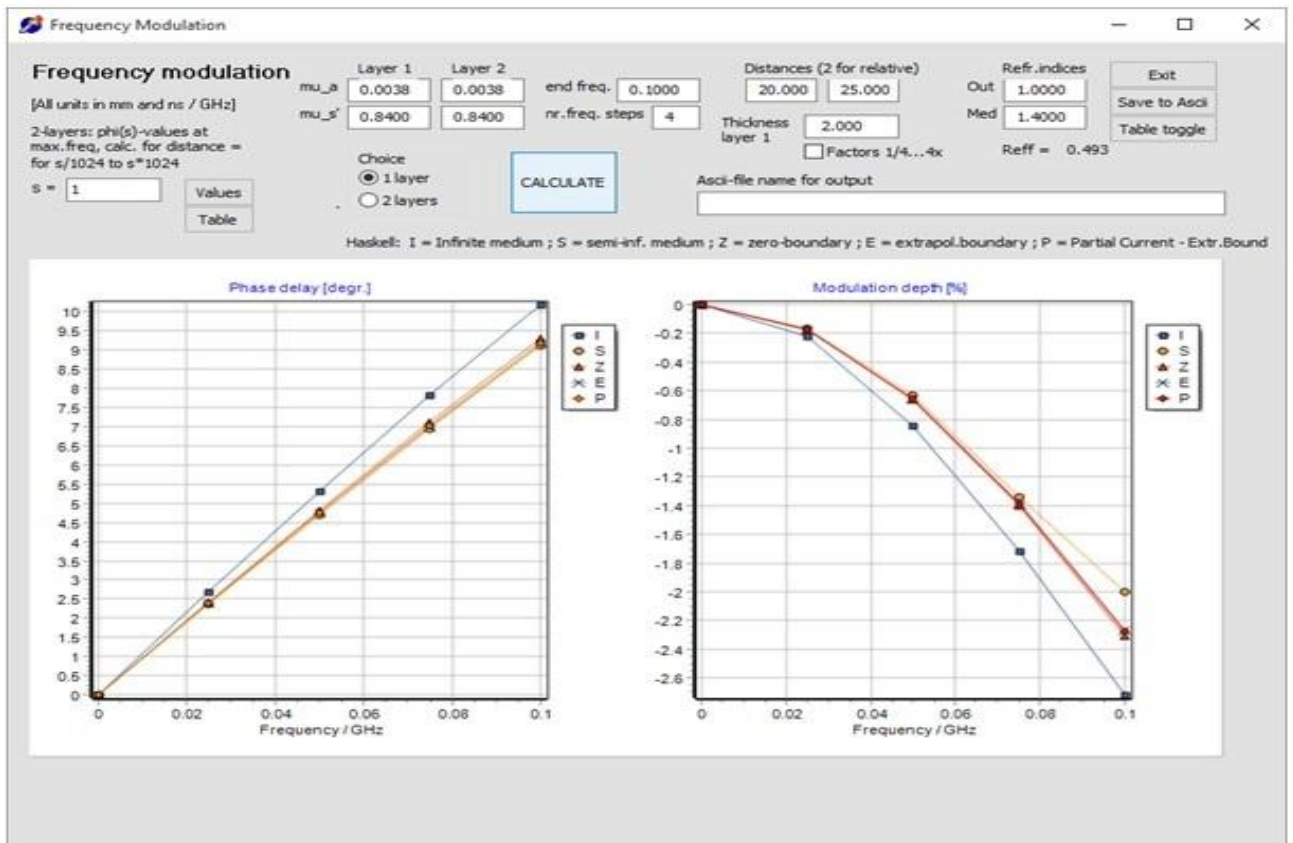 Frequency Modulation
Frequency modulation
[All units in mm and ns / GHz]
2-layers: phi(s)-values at
max.freq, calc. for distance =
for s/1024 to s*1024
s = 1
Values
Table
Layer 1 Layer 2
mu_a 0.0038 0.0038
mu_s' 0.8400 0.8400
end freq. 0.1000
nr.freq. steps 4
Choice
1 layer
2 layers
CALCULATE
Distances (2 for relative)
20.000 25.000
Thickness
layer 1
2.000
Factors 1/4...4x
Refr.indices
Out 1.0000
Med 1.4000
Reff = 0.493
Exit
Save to Ascii
Table toggle
Ascii-file name for output
Haskell: I = Infinite medium ; S = semi-inf. medium ; Z = zero-boundary ; E = extrapol.boundary ; P = Partial Current - Extr.Bound
Phase delay [degr.]
10
9.5
9
8.5
8
7.5
7
6.5
6
5.5
5
4.5
4
3.5
3
2.5
2
1.5
1
0.5
0
0 0.02 0.04 0.06 0.08 0.1
Frequency / GHz
I
S
Z
E
P
Modulation depth [%]
0
-0.2
-0.4
-0.6
-0.8
-1
-1.2
-1.4
-1.6
-1.8
-2
-2.2
-2.4
-2.6
0 0.02 0.04 0.06 0.08 0.1
Frequency / GHz
I
S
Z
E
P